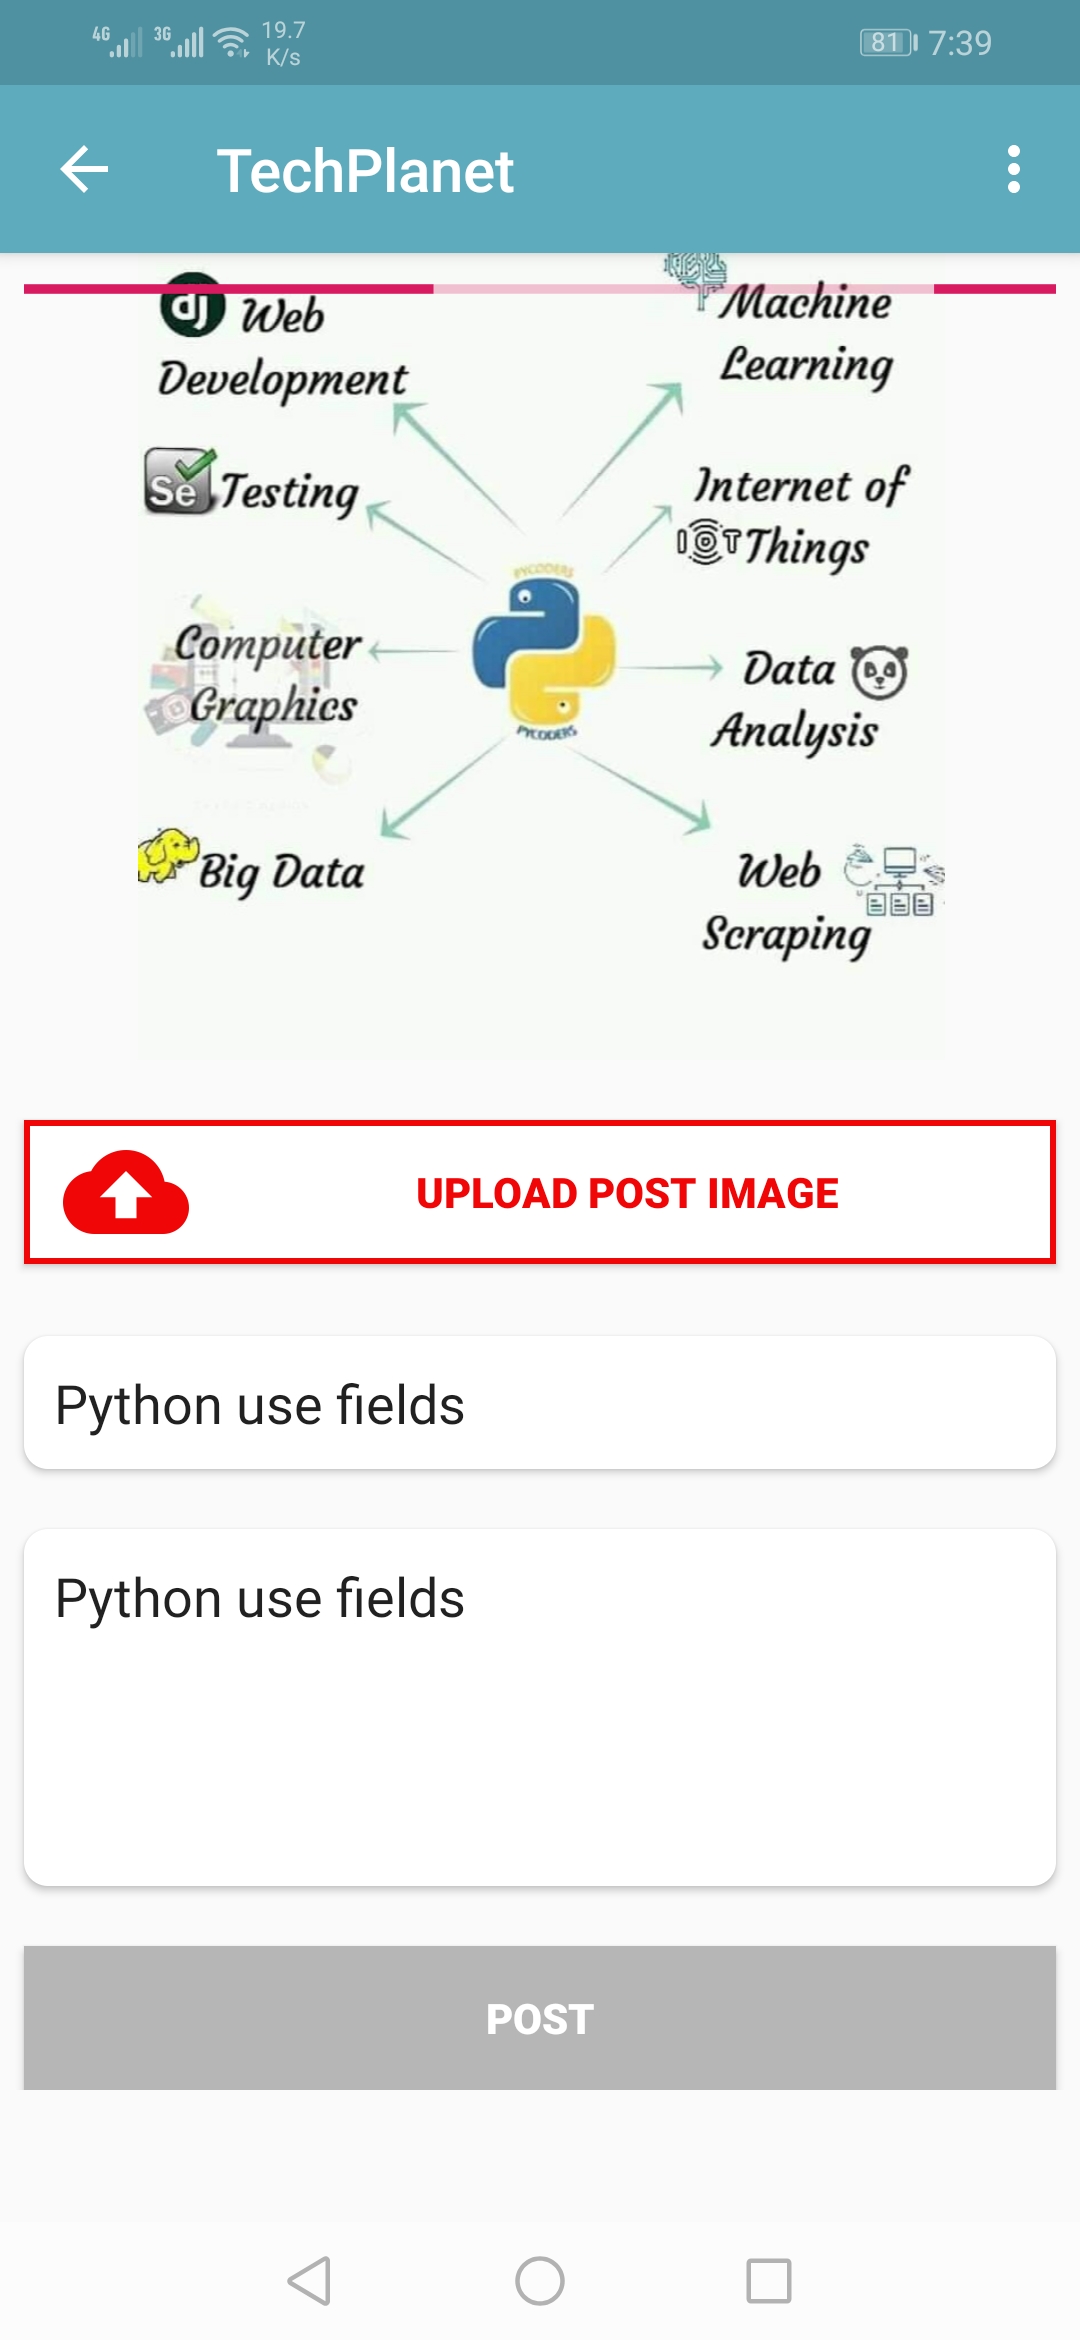 4G 3G 19.7 K/s 81 7:39
TechPlanet
dj Web Development
Machine Learning
Se Testing
Internet of Things
IOT
PYCODERS
Computer Graphics
Data Analysis
PYCODERS
Big Data
Web Scraping
UPLOAD POST IMAGE
Python use fields
Python use fields
POST